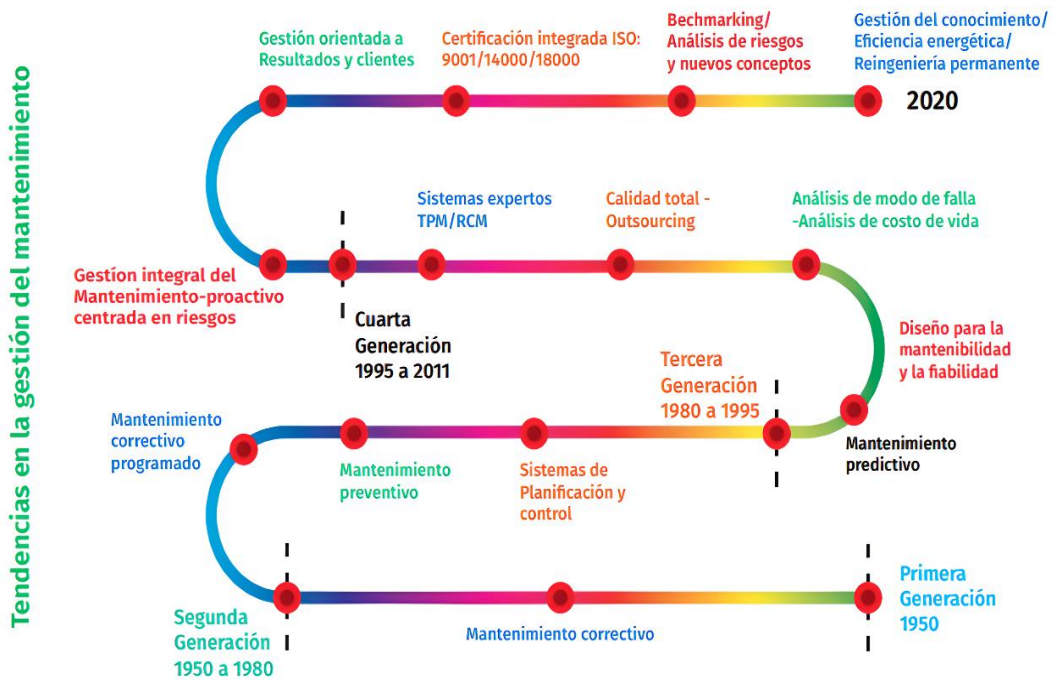 Tendencias en la gestión del mantenimiento
Gestión orientada a
Resultados y clientes
Certificación integrada ISO:
9001/14000/18000
Bechmarking/
Análisis de riesgos
y nuevos conceptos
Gestión del conocimiento/
Eficiencia energética/
Reingeniería permanente
2020
Sistemas expertos
TPM/RCM
Calidad total -
Outsourcing
Análisis de modo de falla
-Análisis de costo de vida
Gestíon integral del
Mantenimiento-proactivo
centrada en riesgos
Cuarta
Generación
1995 a 2011
Diseño para la
mantenibilidad
y la fiabilidad
Tercera
Generación
1980 a 1995
Mantenimiento
correctivo
programado
Mantenimiento
preventivo
Sistemas de
Planificación y
control
Mantenimiento
predictivo
Segunda
Generación
1950 a 1980
Mantenimiento correctivo
Primera
Generación
1950